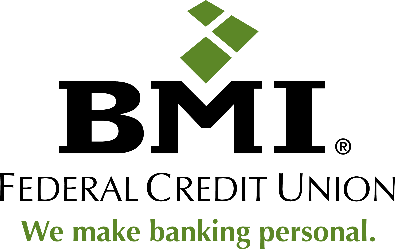 BMI®
FEDERAL CREDIT UNION
We make banking personal.